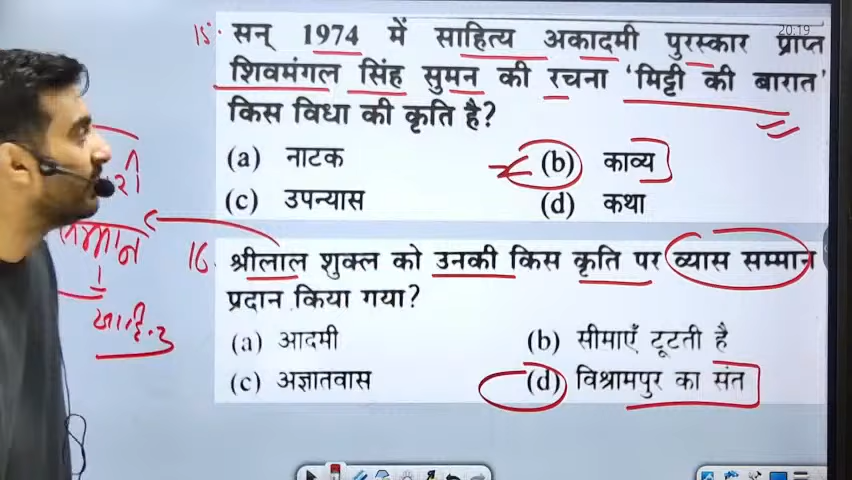 20:19
15. सन् 1974 में साहित्य अकादमी पुरस्कार प्राप्त
शिवमंगल सिंह सुमन की रचना ‘मिट्टी की बारात’
किस विधा की कृति है?
(a) नाटक (b) काव्य
(c) उपन्यास (d) कथा
16. श्रीलाल शुक्ल को उनकी किस कृति पर व्यास सम्मान
प्रदान किया गया?
(a) आदमी (b) सीमाएँ टूटती है
(c) अज्ञातवास (d) विश्रामपुर का संत